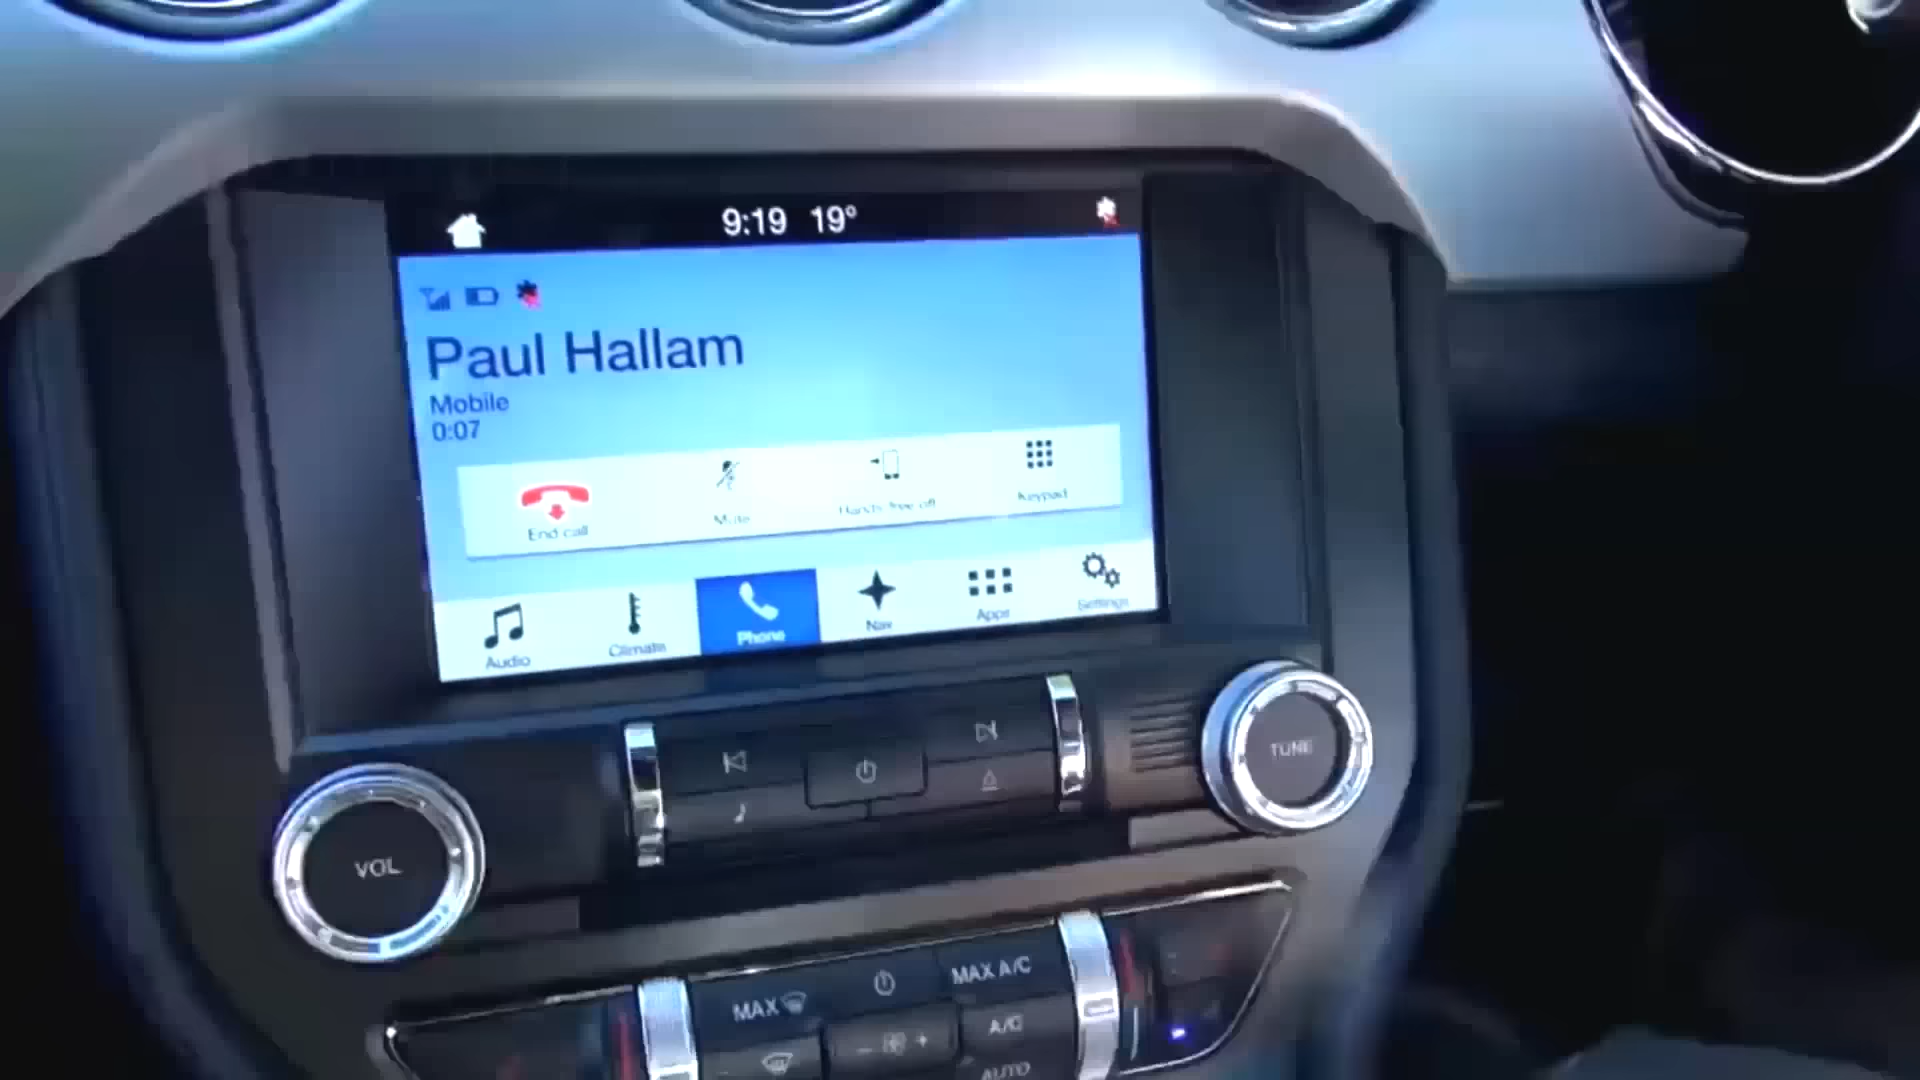 9:19 19°
Paul Hallam
Mobile
0:07
End call
Mute
Hands-free off
Keypad
Audio
Climate
Phone
Nav
Apps
Settings
VOL
TUNE
MAX
MAX A/C
A/C
AUTO